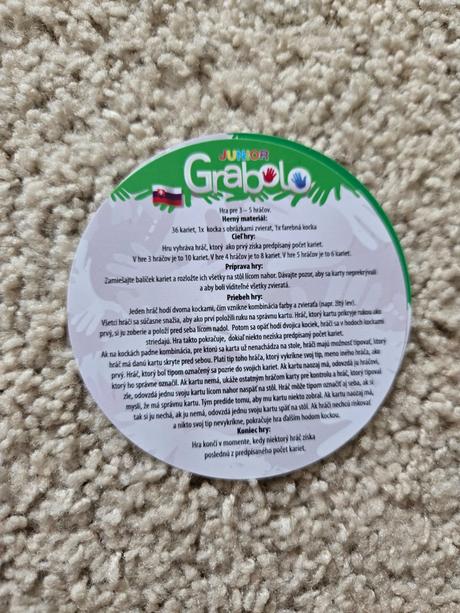 JUNIOR
Grabolo
Hra pre 3 – 5 hráčov.
Herný materiál:
36 kariet, 1x kocka s obrázkami zvierat, 1x farebná kocka
Cieľ hry:
Hru vyhráva hráč, ktorý ako prvý získa predpísaný počet kariet.
V hre 3 hráčov je to 10 kariet. V hre 4 hráčov je to 8 kariet. V hre 5 hráčov je to 6 kariet.
Príprava hry:
Zamiešajte balíček kariet a rozložte ich všetky na stôl lícom nahor. Dávajte pozor, aby sa karty neprekrývali
a aby boli viditeľné všetky zvieratá.
Priebeh hry:
Jeden hráč hodí dvoma kockami, čím vznikne kombinácia farby a zvieraťa (napr. žltý lev).
Všetci hráči sa súčasne snažia, aby ako prví položili ruku na správnu kartu. Hráč, ktorý kartu prikryje rukou ako
prvý, si ju zoberie a položí pred seba lícom nadol. Potom sa opäť hodí dvojica kociek, hráči sa v hodoch kockami
striedajú. Hra takto pokračuje, dokiaľ niekto nezíska predpísaný počet kariet.
Ak na kockách padne kombinácia, pre ktorú sa karta už nenachádza na stole, hráči majú možnosť tipovať, ktorý
hráč má danú kartu skryte pred sebou. Platí tip toho hráča, ktorý vykríkne svoj tip, meno iného hráča, ako
prvý. Hráč, ktorý bol tipom označený sa pozrie do svojich kariet. Ak kartu naozaj má, odovzdá ju hráčovi,
ktorý ho správne označil. Ak kartu nemá, ukáže ostatným hráčom karty pre kontrolu a hráč, ktorý tipoval
zle, odovzdá jednu svoju kartu lícom nahor naspäť na stôl. Hráč môže tipom označiť aj seba, ak si
myslí, že má správnu kartu. Tým predíde tomu, aby mu kartu niekto zobral. Ak kartu naozaj má,
tak si ju nechá, ak ju nemá, odovzdá jednu svoju kartu späť na stôl. Ak hráči nechcú riskovať
a nikto svoj tip nevykríkne, pokračuje hra ďalším hodom kockou.
Koniec hry:
Hra končí v momente, kedy niektorý hráč získa
poslednú z predpísaného počet kariet.